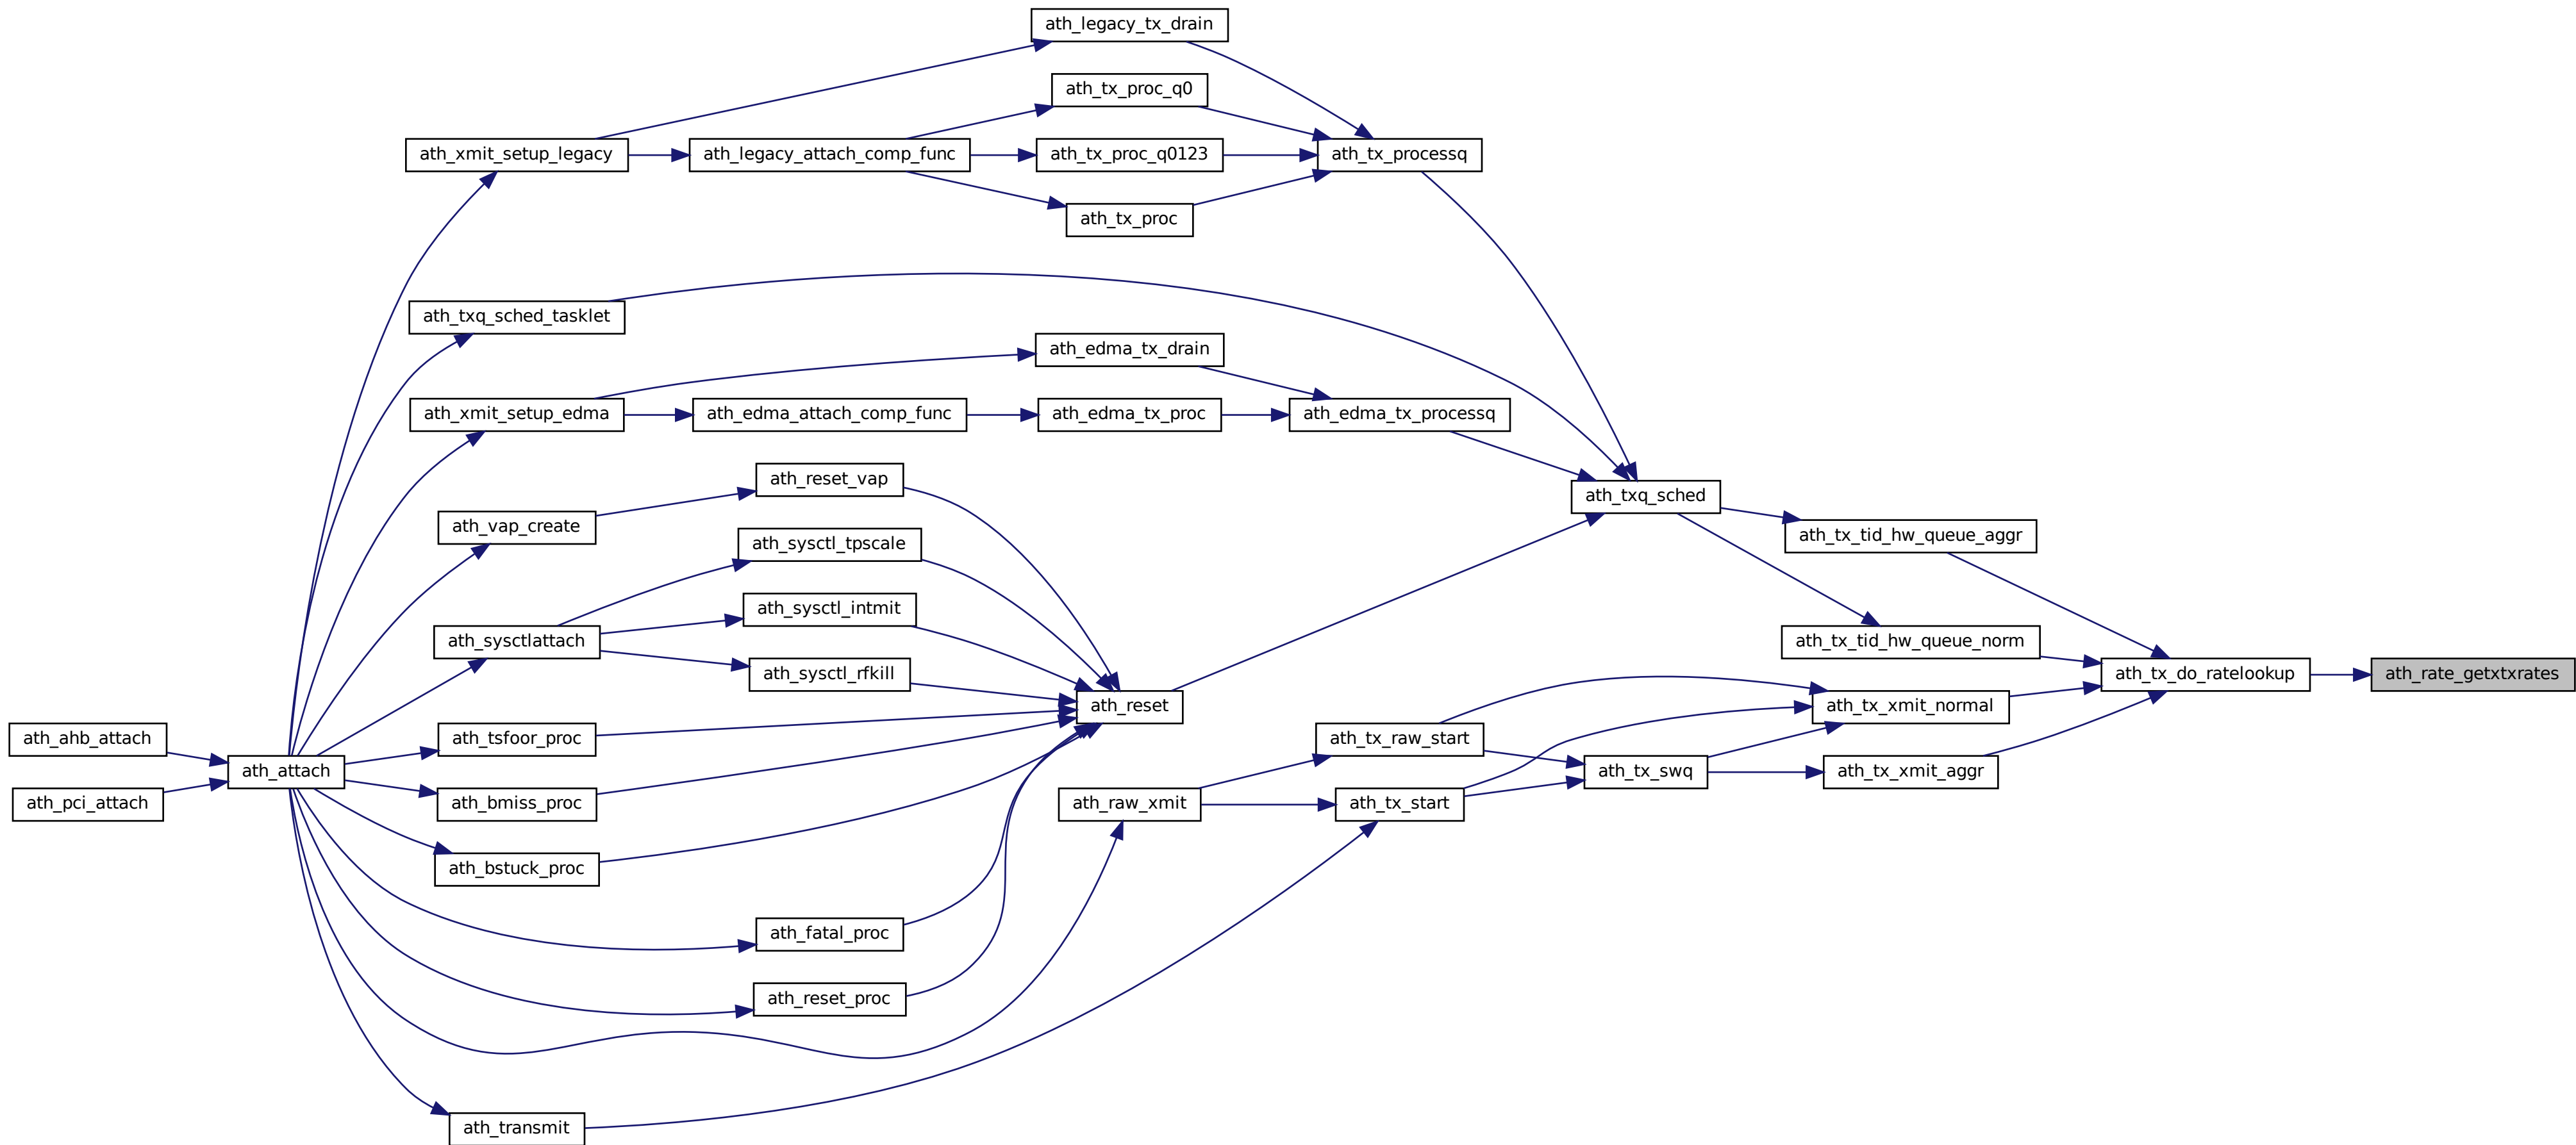 ath_legacy_tx_drain
ath_tx_proc_q0
ath_xmit_setup_legacy
ath_legacy_attach_comp_func
ath_tx_proc_q0123
ath_tx_processq
ath_tx_proc
ath_txq_sched_tasklet
ath_edma_tx_drain
ath_xmit_setup_edma
ath_edma_attach_comp_func
ath_edma_tx_proc
ath_edma_tx_processq
ath_reset_vap
ath_txq_sched
ath_vap_create
ath_tx_tid_hw_queue_aggr
ath_sysctl_tpscale
ath_sysctl_intmit
ath_sysctlattach
ath_tx_tid_hw_queue_norm
ath_sysctl_rfkill
ath_tx_do_ratelookup
ath_rate_getxtxrates
ath_reset
ath_tx_xmit_normal
ath_ahb_attach
ath_tsfoor_proc
ath_tx_raw_start
ath_attach
ath_tx_swq
ath_tx_xmit_aggr
ath_pci_attach
ath_bmiss_proc
ath_raw_xmit
ath_tx_start
ath_bstuck_proc
ath_fatal_proc
ath_reset_proc
ath_transmit